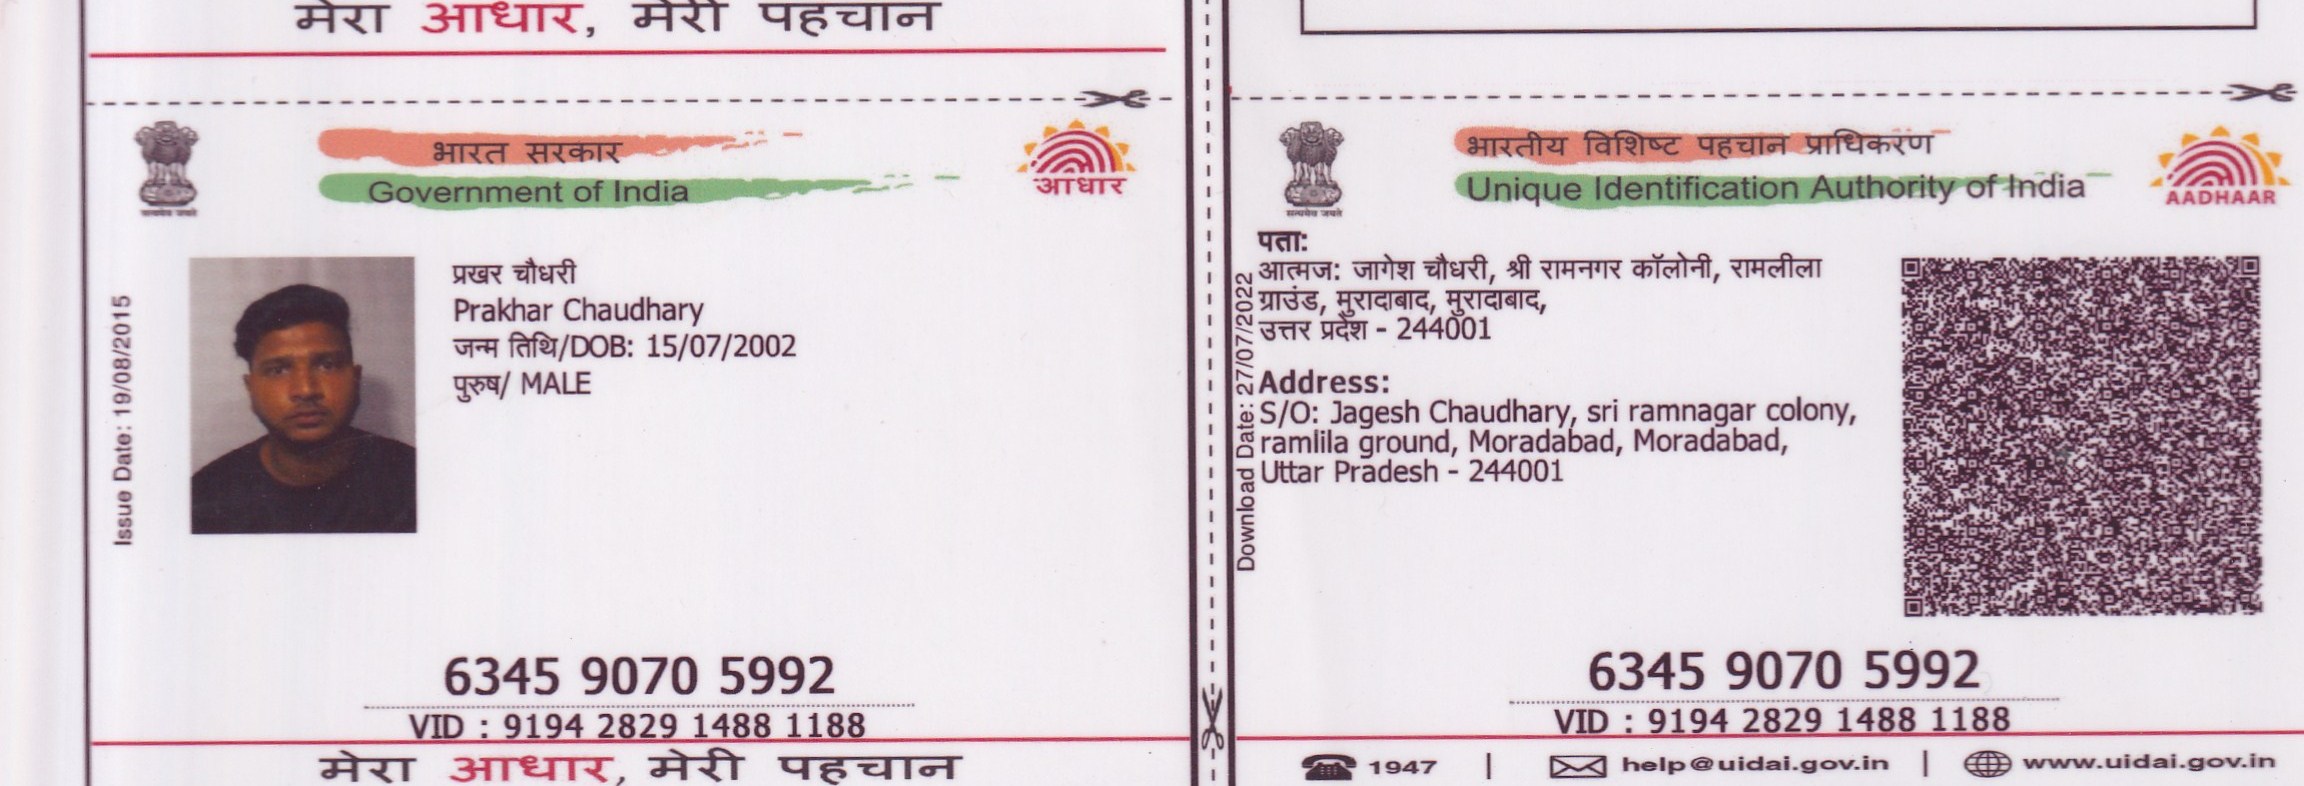 मेरा आधार, मेरी पहचान
भारत सरकार
Government of India
आधार
Issue Date: 19/08/2015
प्रखर चौधरी
Prakhar Chaudhary
जन्म तिथि/DOB: 15/07/2002
पुरुष/ MALE
6345 9070 5992
VID : 9194 2829 1488 1188
मेरा आधार, मेरी पहचान
भारतीय विशिष्ट पहचान प्राधिकरण
Unique Identification Authority of India
सत्यमेव जयते
AADHAAR
Download Date: 27/07/2022
पता:
आत्मज: जागेश चौधरी, श्री रामनगर कॉलोनी, रामलीला
ग्राउंड, मुरादाबाद, मुरादाबाद,
उत्तर प्रदेश - 244001
Address:
S/O: Jagesh Chaudhary, sri ramnagar colony,
ramlila ground, Moradabad, Moradabad,
Uttar Pradesh - 244001
6345 9070 5992
VID : 9194 2829 1488 1188
1947 | help@uidai.gov.in | www.uidai.gov.in